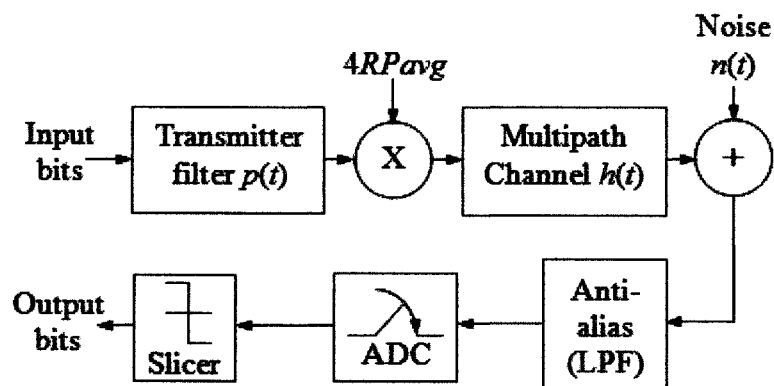 Noise
n(t)
4RPavg
Input
bits
Transmitter
filter p(t)
X
Multipath
Channel h(t)
+
Output
bits
Slicer
ADC
Anti-
alias
(LPF)